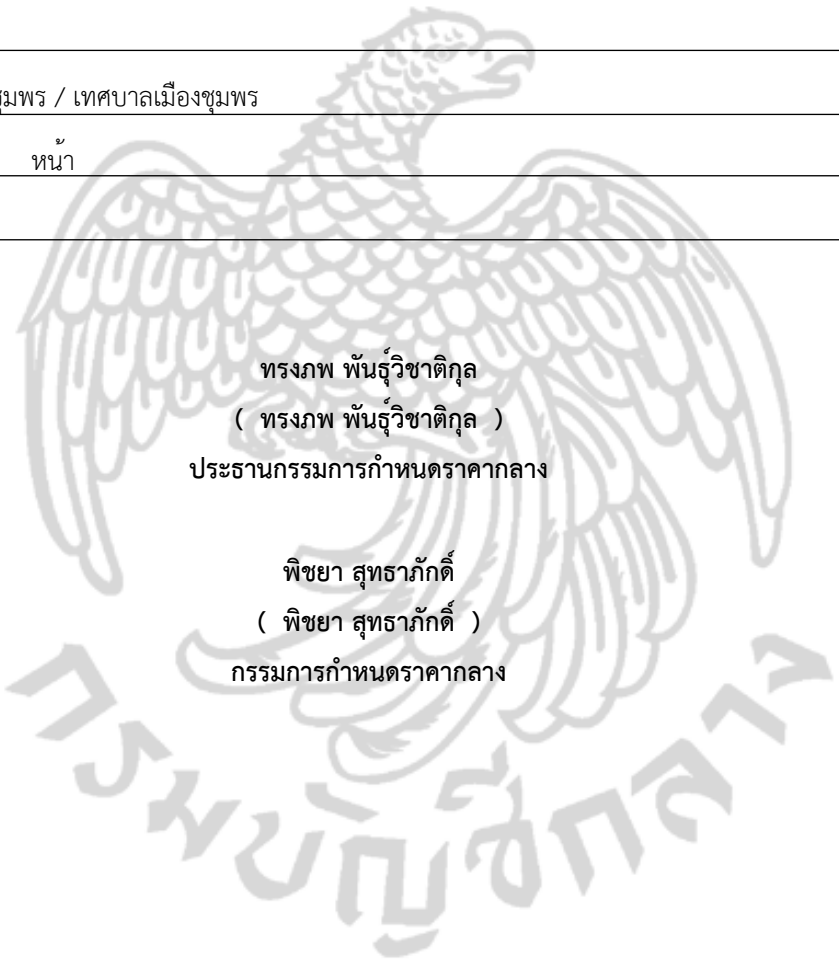 ชุมพร / เทศบาลเมืองชุมพร
หน้า
ทรงภพ พันธุ์วิชาติกุล
( ทรงภพ พันธุ์วิชาติกุล )
ประธานกรรมการกำหนดราคากลาง
พิชยา สุทธาภักดิ์
( พิชยา สุทธาภักดิ์ )
กรรมการกำหนดราคากลาง
กรมบัญชีกลาง